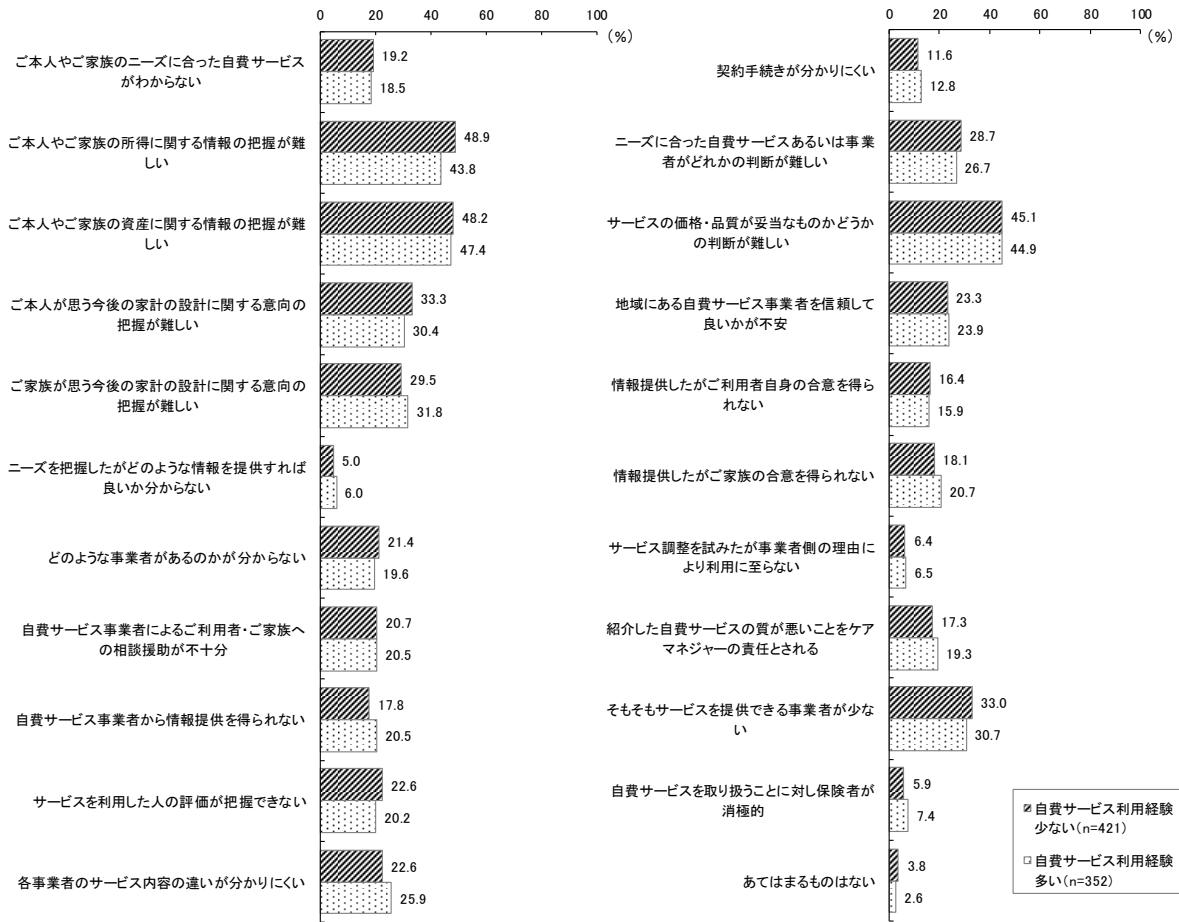 0 20 40 60 80 100
(%)
ご本人やご家族のニーズに合った自費サービス
がわからない
19.2
18.5
ご本人やご家族の所得に関する情報の把握が難
しい
48.9
43.8
ご本人やご家族の資産に関する情報の把握が難
しい
48.2
47.4
ご本人が思う今後の家計の設計に関する意向の
把握が難しい
33.3
30.4
ご家族が思う今後の家計の設計に関する意向の
把握が難しい
29.5
31.8
ニーズを把握したがどのような情報を提供すれば
良いか分からない
5.0
6.0
どのような事業者があるのかが分からない
21.4
19.6
自費サービス事業者によるご利用者・ご家族へ
の相談援助が不十分
20.7
20.5
自費サービス事業者から情報提供を得られない
17.8
20.5
サービスを利用した人の評価が把握できない
22.6
20.2
各事業者のサービス内容の違いが分かりにくい
22.6
25.9
0 20 40 60 80 100
(%)
契約手続きが分かりにくい
11.6
12.8
ニーズに合った自費サービスあるいは事業
者がどれかの判断が難しい
28.7
26.7
サービスの価格・品質が妥当なものかどうか
の判断が難しい
45.1
44.9
地域にある自費サービス事業者を信頼して
良いかが不安
23.3
23.9
情報提供したがご利用者自身の合意を得ら
れない
16.4
15.9
情報提供したがご家族の合意を得られない
18.1
20.7
サービス調整を試みたが事業者側の理由に
より利用に至らない
6.4
6.5
紹介した自費サービスの質が悪いことをケア
マネジャーの責任とされる
17.3
19.3
そもそもサービスを提供できる事業者が少な
い
33.0
30.7
自費サービスを取り扱うことに対し保険者が
消極的
5.9
7.4
あてはまるものはない
3.8
2.6
自費サービス利用経験
少ない(n=421)
自費サービス利用経験
多い(n=352)